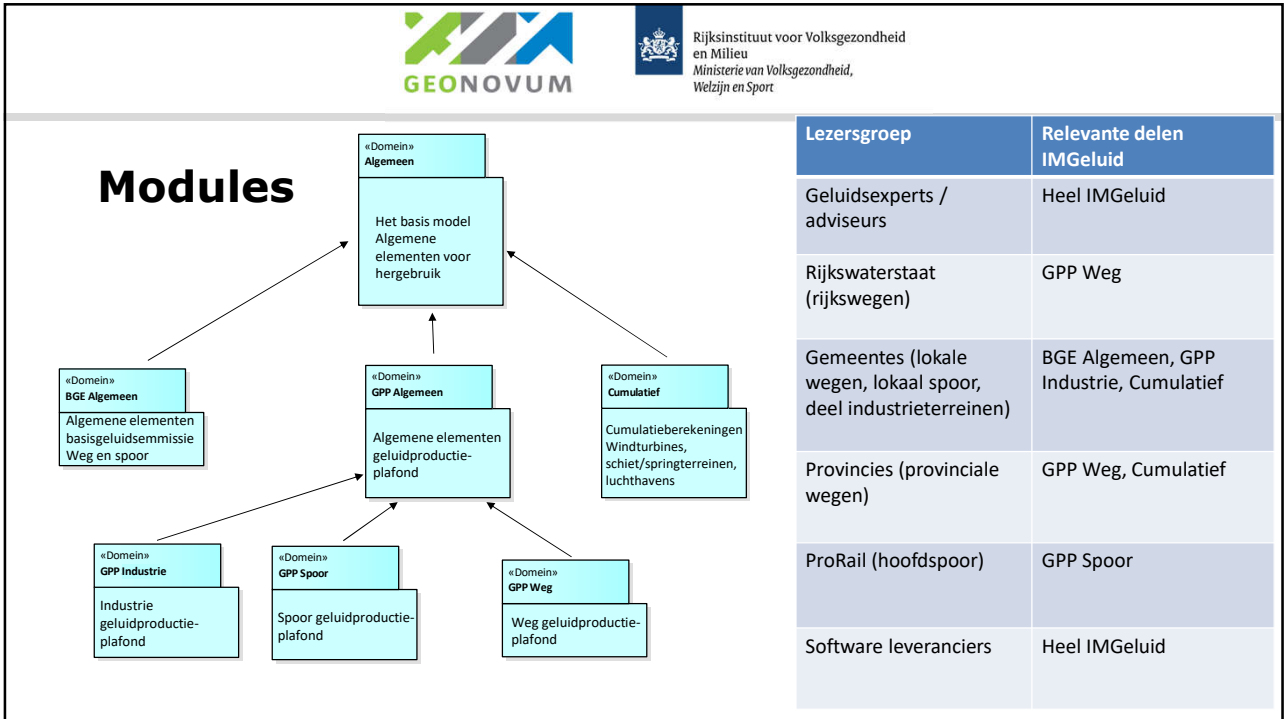 GEONOVUM
Rijksinstituut voor Volksgezondheid
en Milieu
Ministerie van Volksgezondheid,
Welzijn en Sport
Modules
«Domein»
Algemeen
Het basis model
Algemene
elementen voor
hergebruik
«Domein»
BGE Algemeen
Algemene elementen
basisgeluidsemmissie
Weg en spoor
«Domein»
GPP Algemeen
Algemene elementen
geluidproductie-
plafond
«Domein»
Cumulatief
Cumulatieberekeningen
Windturbines,
schiet/springterreinen,
luchthavens
«Domein»
GPP Industrie
Industrie
geluidproductie-
plafond
«Domein»
GPP Spoor
Spoor geluidproductie-
plafond
«Domein»
GPP Weg
Weg geluidproductie-
plafond
Lezersgroep
Relevante delen
IMGeluid
Geluidsexperts /
adviseurs
Heel IMGeluid
Rijkswaterstaat
(rijkswegen)
GPP Weg
Gemeentes (lokale
wegen, lokaal spoor,
deel industrieterreinen)
BGE Algemeen, GPP
Industrie, Cumulatief
Provincies (provinciale
wegen)
GPP Weg, Cumulatief
ProRail (hoofdspoor)
GPP Spoor
Software leveranciers
Heel IMGeluid